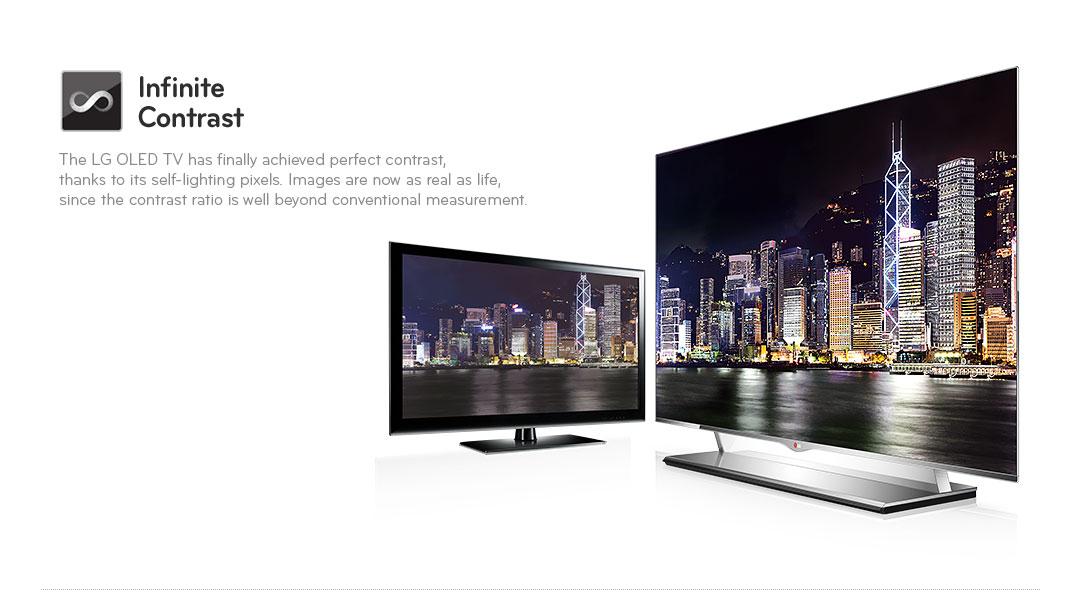 Infinite
Contrast
The LG OLED TV has finally achieved perfect contrast,
thanks to its self-lighting pixels. Images are now as real as life,
since the contrast ratio is well beyond conventional measurement.